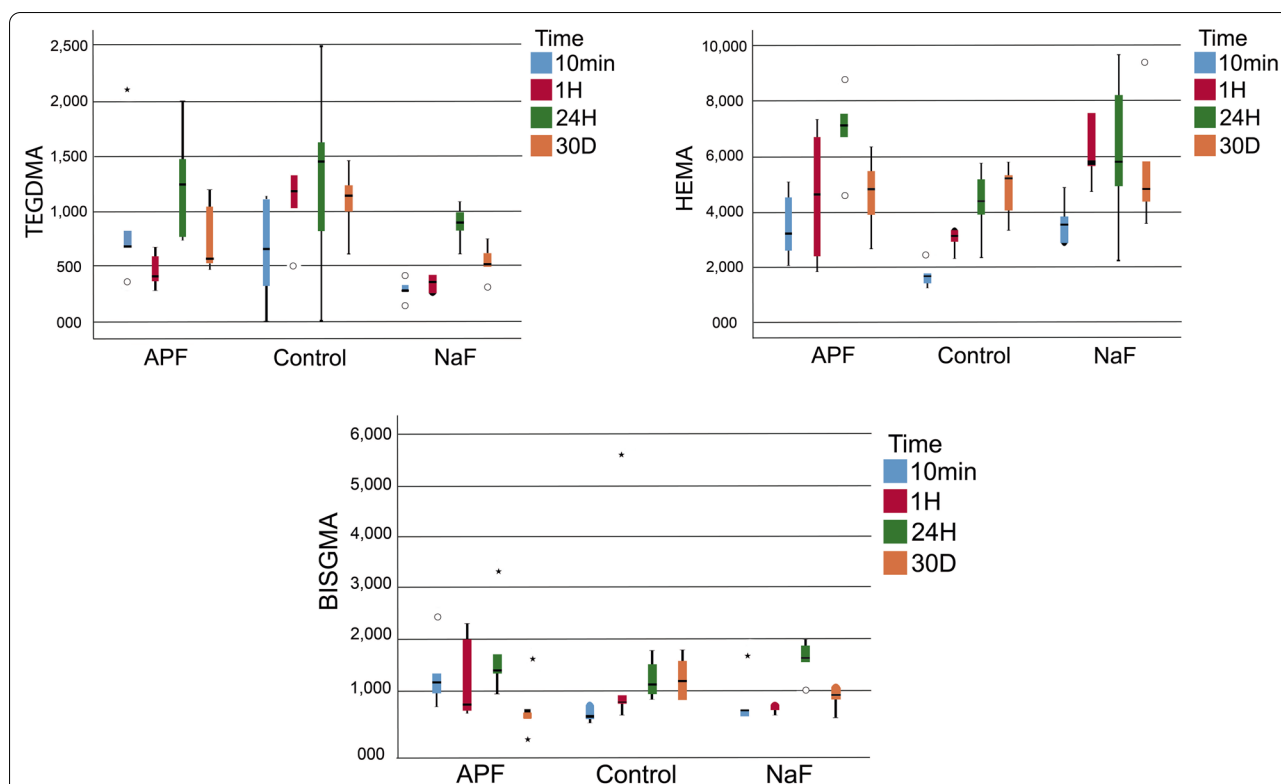 TEGDMA
2,500
2,000
1,500
1,000
500
000
APF Control NaF
Time
10min
1H
24H
30D
HEMA
10,000
8,000
6,000
4,000
2,000
000
APF Control NaF
Time
10min
1H
24H
30D
BISGMA
6,000
5,000
4,000
3,000
2,000
1,000
000
APF Control NaF
Time
10min
1H
24H
30D